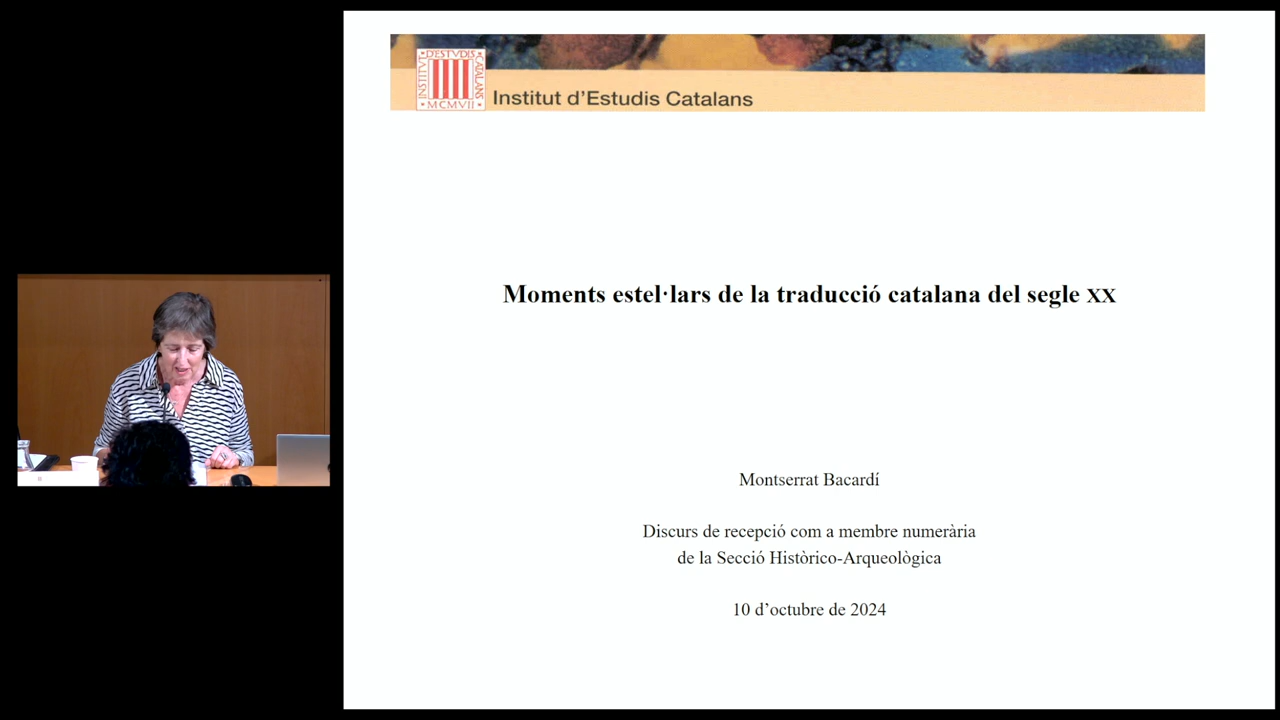 INSTITUT D'ESTVDIS CATALANS
MCMVII
Institut d'Estudis Catalans
Moments estel·lars de la traducció catalana del segle XX
Montserrat Bacardí
Discurs de recepció com a membre numerària
de la Secció Històrico-Arqueològica
10 d'octubre de 2024